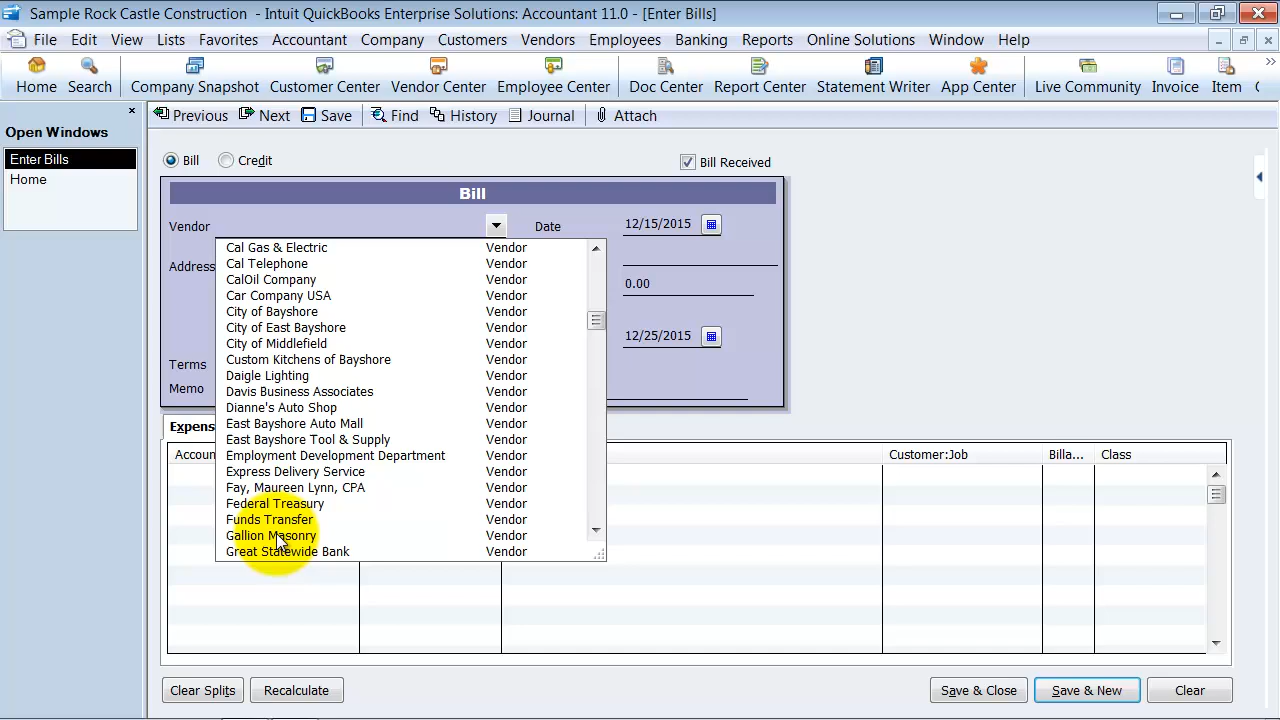 Sample Rock Castle Construction - Intuit QuickBooks Enterprise Solutions: Accountant 11.0 - [Enter Bills]
File Edit View Lists Favorites Accountant Company Customers Vendors Employees Banking Reports Online Solutions Window Help
Home Search Company Snapshot Customer Center Vendor Center Employee Center Doc Center Report Center Statement Writer App Center Live Community Invoice Item
Previous Next Save Find History Journal Attach
Open Windows
Enter Bills
Home
Bill Credit Bill Received
Bill
Vendor Date 12/15/2015
Address
0.00
12/25/2015
Terms
Memo
Cal Gas & Electric Vendor
Cal Telephone Vendor
CalOil Company Vendor
Car Company USA Vendor
City of Bayshore Vendor
City of East Bayshore Vendor
City of Middlefield Vendor
Custom Kitchens of Bayshore Vendor
Daigle Lighting Vendor
Davis Business Associates Vendor
Dianne's Auto Shop Vendor
East Bayshore Auto Mall Vendor
East Bayshore Tool & Supply Vendor
Employment Development Department Vendor
Express Delivery Service Vendor
Fay, Maureen Lynn, CPA Vendor
Federal Treasury Vendor
Funds Transfer Vendor
Gallion Masonry Vendor
Great Statewide Bank Vendor
Expens
Accoun Customer:Job Billa... Class
Clear Splits Recalculate Save & Close Save & New Clear